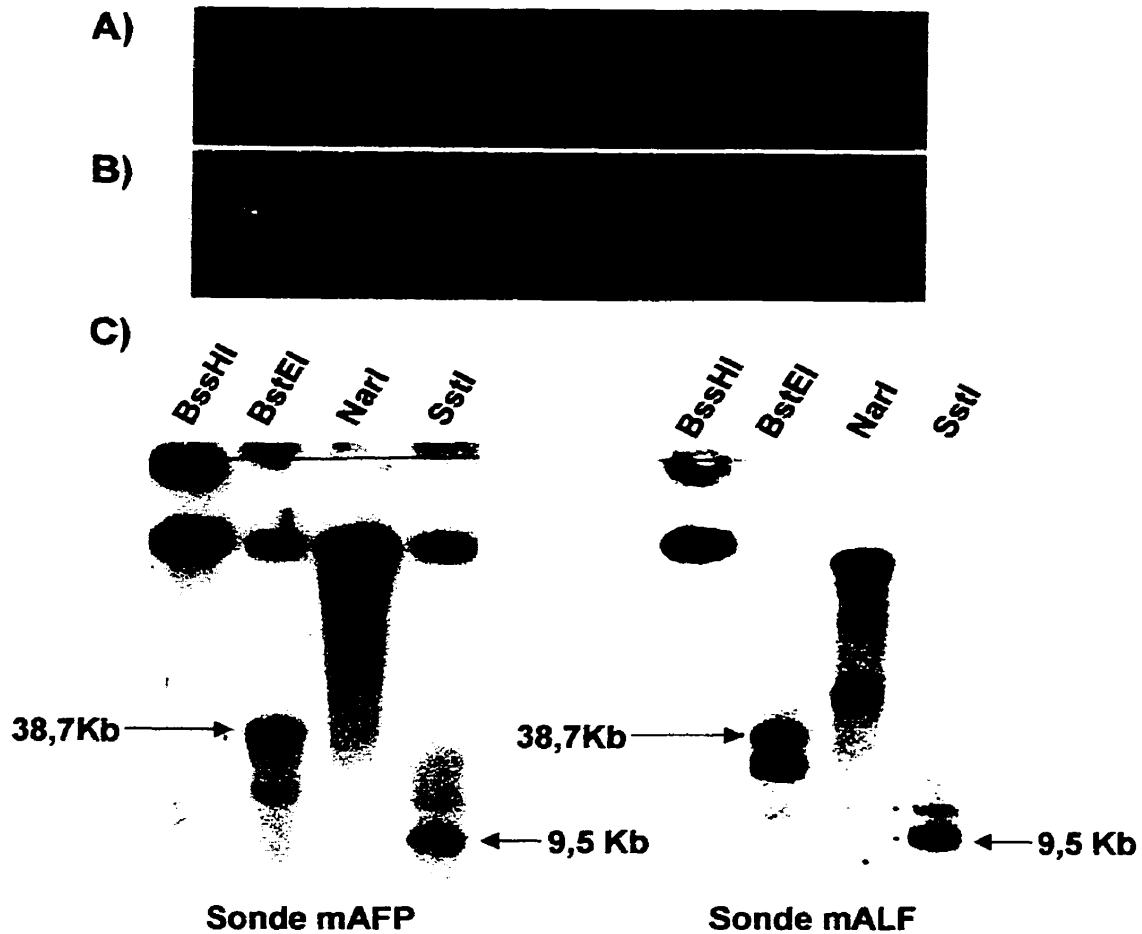 A)
B)
C)
BssHI BstEI NarI SstI BssHI BstEI NarI SstI
38,7Kb 38,7Kb
9,5 Kb 9,5 Kb
Sonde mAFP Sonde mALF